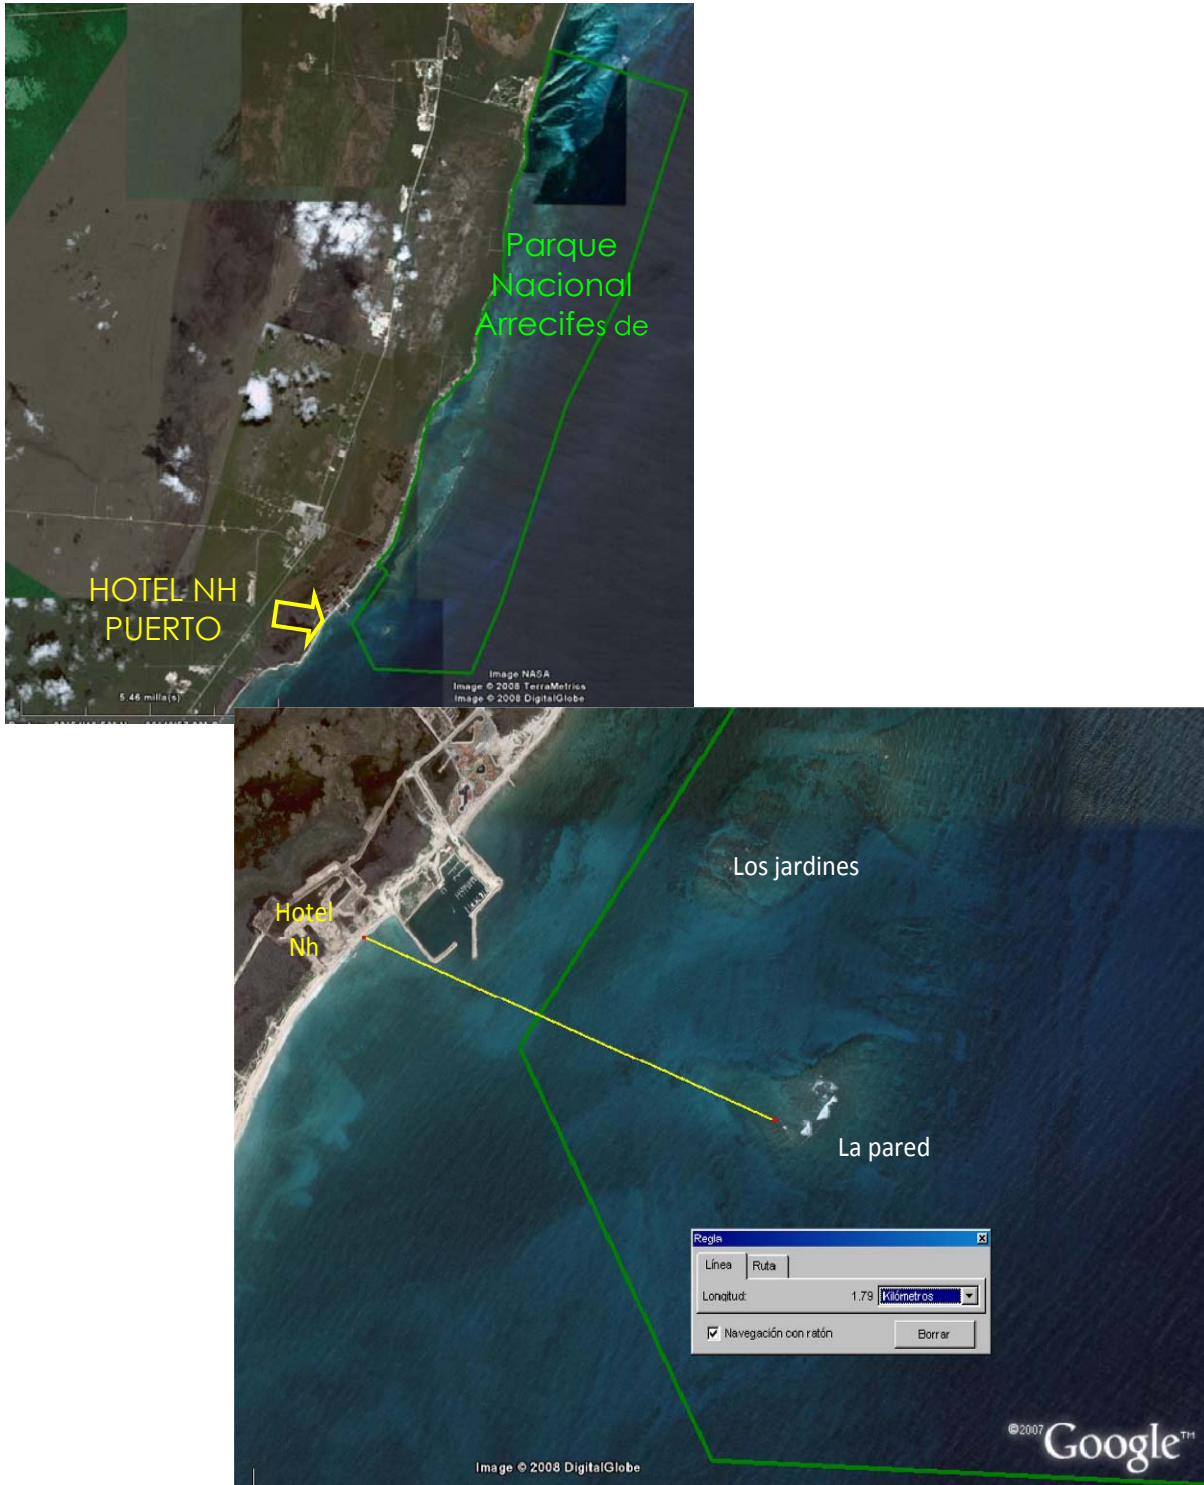 Parque
Nacional
Arrecifes de
HOTEL NH
PUERTO
5.46 milla(s)
Image NASA
Image © 2008 TerraMetrics
Image © 2008 DigitalGlobe
Los jardines
Hotel
Nh
La pared
Regla
Línea Ruta
Longitud: 1.79 Kilómetros
Navegación con ratón Borrar
©2007 Google™
Image © 2008 DigitalGlobe